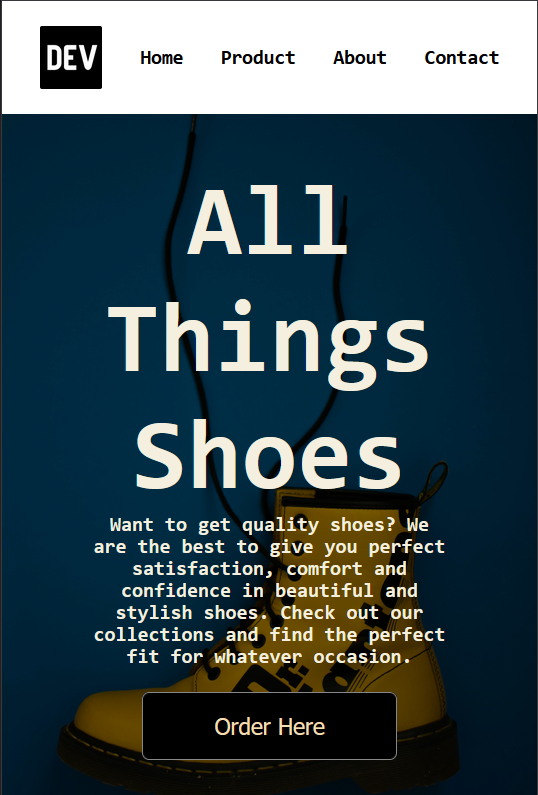 DEV Home Product About Contact
All
Things
Shoes
Want to get quality shoes? We
are the best to give you perfect
satisfaction, comfort and
confidence in beautiful and
stylish shoes. Check out our
collections and find the perfect
fit for whatever occasion.
Dr.
Order Here